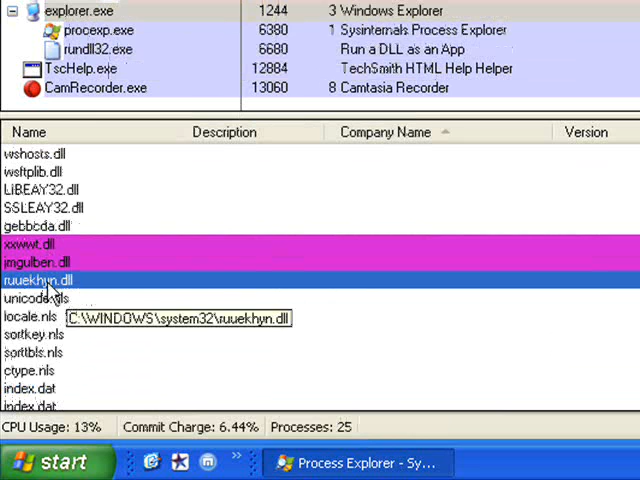 explorer.exe 1244 3 Windows Explorer
procexp.exe 6380 1 Sysinternals Process Explorer
rundll32.exe 6680 Run a DLL as an App
TscHelp.exe 12884 TechSmith HTML Help Helper
CamRecorder.exe 13060 8 Camtasia Recorder
Name Description Company Name Version
wshosts.dll
wsftplib.dll
LIBEAY32.dll
SSLEAY32.dll
gebbcda.dll
xxwwt.dll
jmgulben.dll
ruuekhyn.dll
unicode.nls
locale.nls C:\WINDOWS\system32\ruuekhyn.dll
sortkey.nls
sorttbls.nls
ctype.nls
index.dat
index.dat
CPU Usage: 13% Commit Charge: 6.44% Processes: 25
start Process Explorer - Sy...